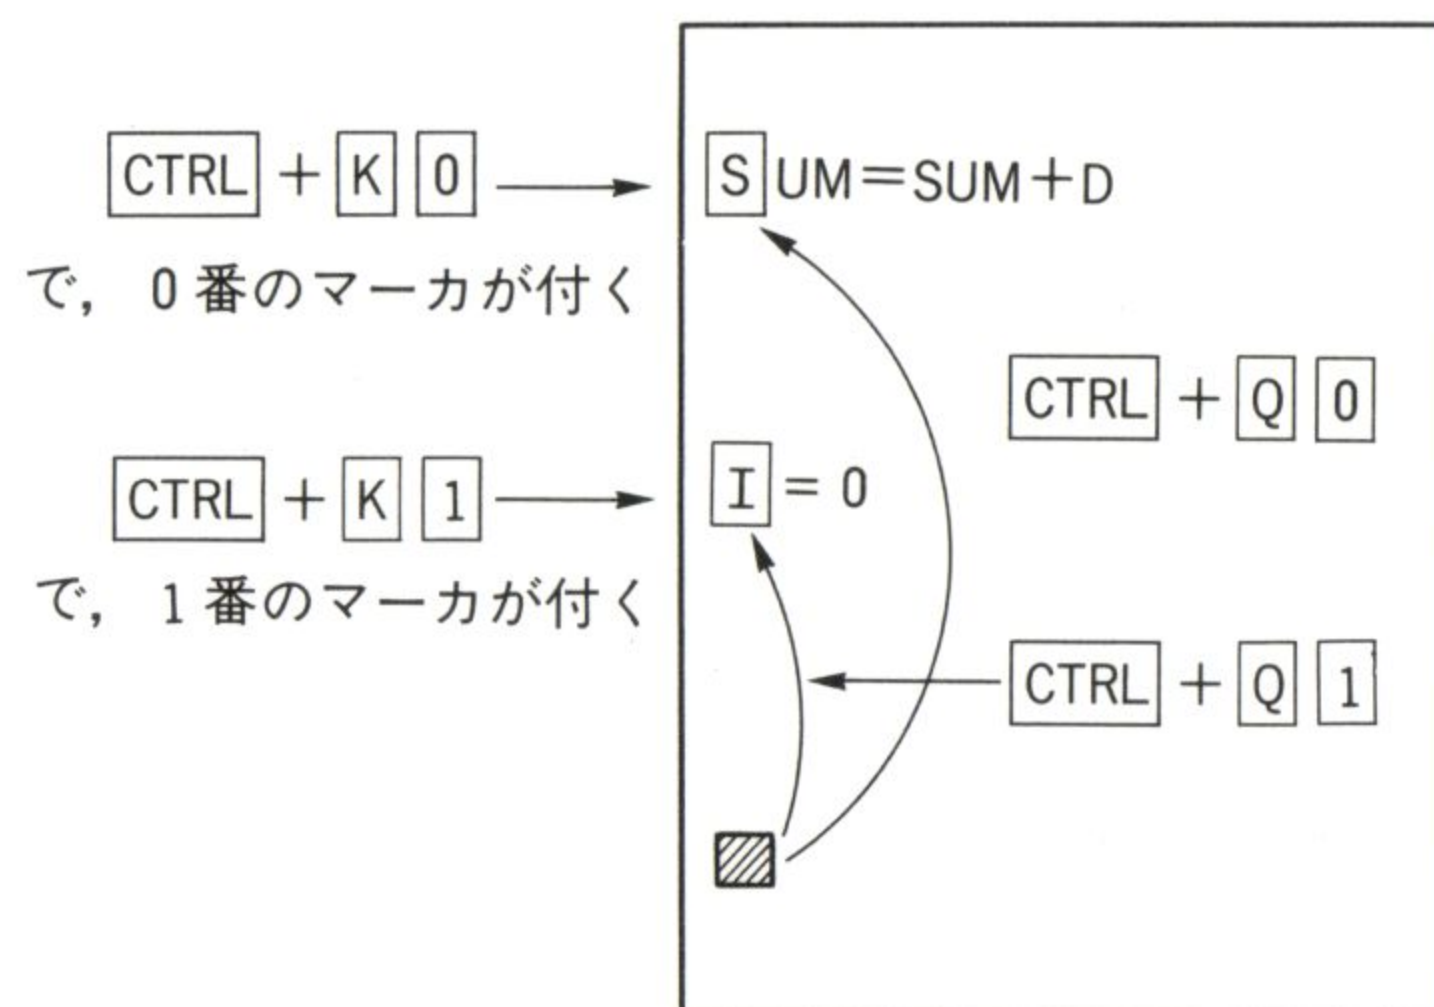 CTRL + K 0
で， 0番のマーカが付く
SUM=SUM+D
CTRL + Q 0
CTRL + K 1
で， 1番のマーカが付く
I = 0
CTRL + Q 1